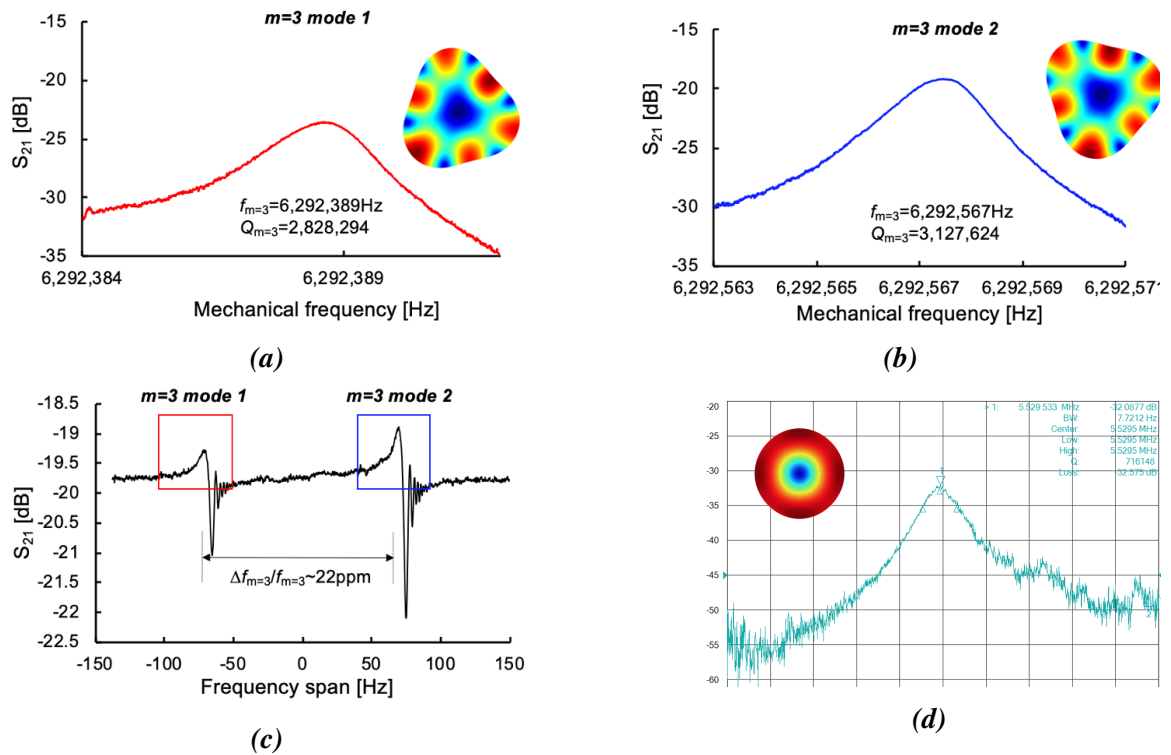 m=3 mode 1
-15
-20
-25
-30
-35
S21 [dB]
fm=3=6,292,389Hz
Qm=3=2,828,294
6,292,384
6,292,389
Mechanical frequency [Hz]
(a)
m=3 mode 2
-15
-20
-25
-30
-35
S21 [dB]
fm=3=6,292,567Hz
Qm=3=3,127,624
6,292,563
6,292,565
6,292,567
6,292,569
6,292,571
Mechanical frequency [Hz]
(b)
m=3 mode 1
m=3 mode 2
-18.5
-19
-19.5
-20
-20.5
-21
-21.5
-22
-22.5
S21 [dB]
Δfm=3/fm=3~22ppm
-150
-100
-50
0
50
100
150
Frequency span [Hz]
(c)
-20
-25
-30
-35
-45
-50
-55
-60
> 1: 5.529 533 MHz -32.0877 dB
BW: 7.7212 Hz
Center: 5.5295 MHz
Low: 5.5295 MHz
High: 5.5295 MHz
Q: 716148
Loss: -32.575 dB
1
2
(d)